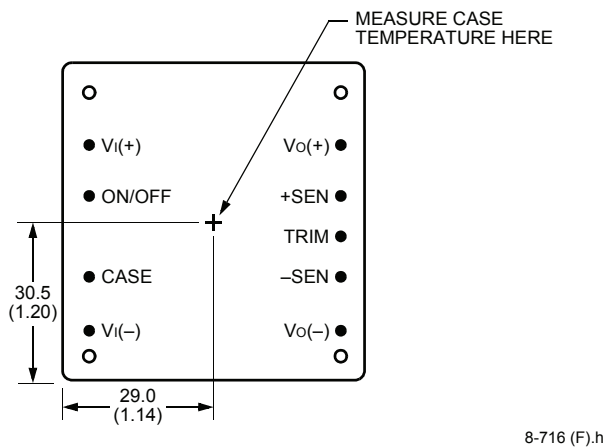 MEASURE CASE
TEMPERATURE HERE
VI(+)
VO(+)
ON/OFF
+SEN
TRIM
CASE
–SEN
30.5
(1.20)
VI(–)
VO(–)
29.0
(1.14)
8-716 (F).h